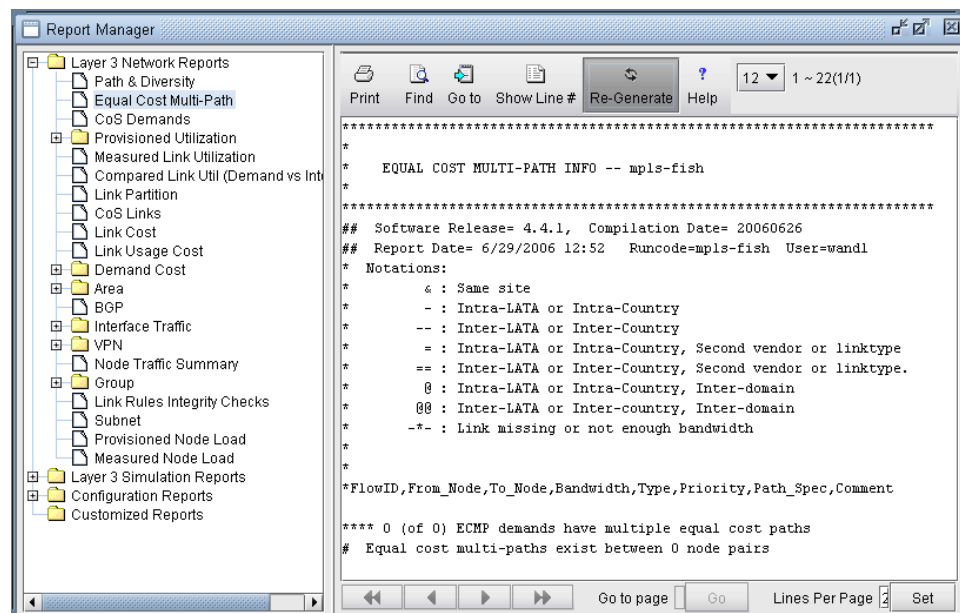 Report Manager
Layer 3 Network Reports
Path & Diversity
Equal Cost Multi-Path
CoS Demands
Provisioned Utilization
Measured Link Utilization
Compared Link Util (Demand vs Inte
Link Partition
CoS Links
Link Cost
Link Usage Cost
Demand Cost
Area
BGP
Interface Traffic
VPN
Node Traffic Summary
Group
Link Rules Integrity Checks
Subnet
Provisioned Node Load
Measured Node Load
Layer 3 Simulation Reports
Configuration Reports
Customized Reports
Print Find Go to Show Line # Re-Generate Help 12 1 ~ 22(1/1)
*************************************************************************
*
* EQUAL COST MULTI-PATH INFO -- mpls-fish
*
*************************************************************************
## Software Release= 4.4.1, Compilation Date= 20060626
## Report Date= 6/29/2006 12:52 Runcode=mpls-fish User=wandl
* Notations:
* & : Same site
* - : Intra-LATA or Intra-Country
* -- : Inter-LATA or Inter-Country
* = : Intra-LATA or Intra-Country, Second vendor or linktype
* == : Inter-LATA or Inter-Country, Second vendor or linktype.
* @ : Intra-LATA or Intra-Country, Inter-domain
* @@ : Inter-LATA or Inter-country, Inter-domain
* -*- : Link missing or not enough bandwidth
*
*
*FlowID,From_Node,To_Node,Bandwidth,Type,Priority,Path_Spec,Comment
**** 0 (of 0) ECMP demands have multiple equal cost paths
# Equal cost multi-paths exist between 0 node pairs
Go to page Go Lines Per Page 2 Set